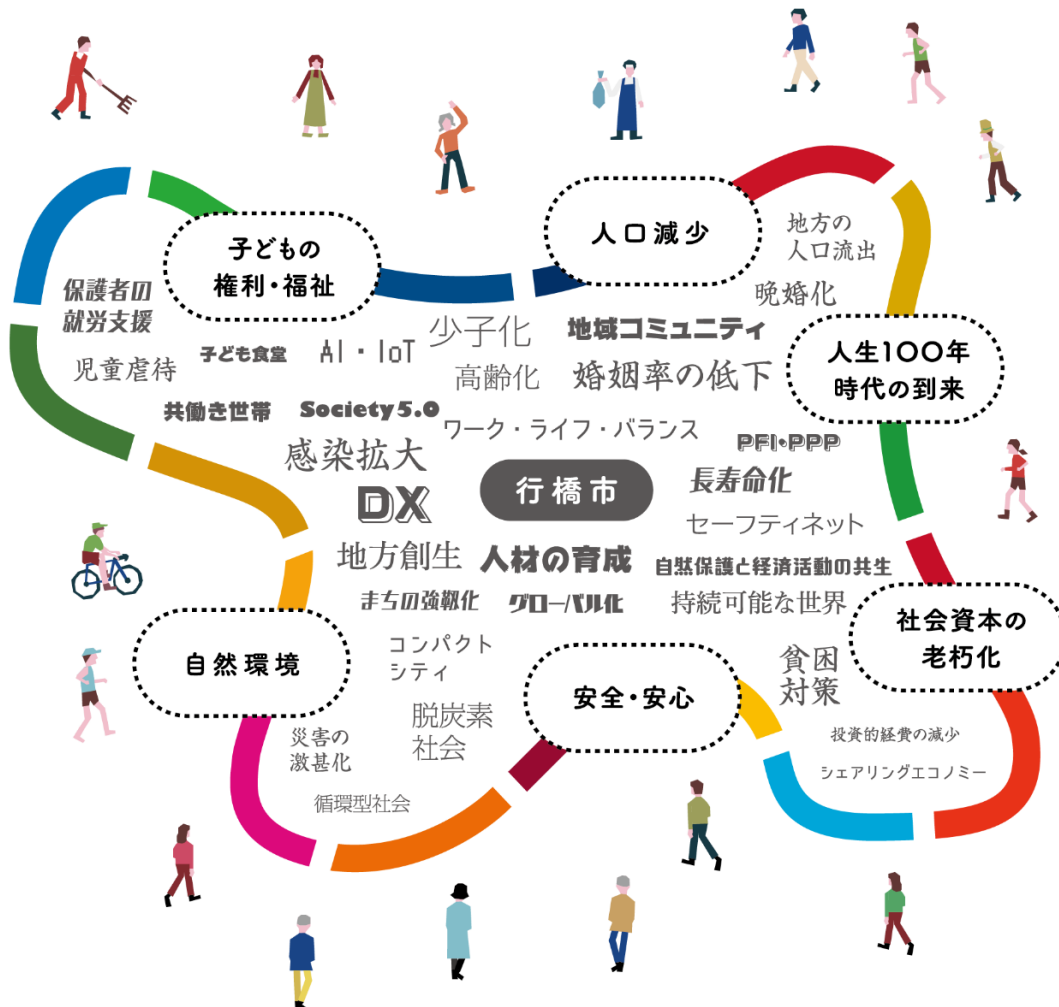 子どもの
権利・福祉
人口減少
地方の
人口流出
晩婚化
保護者の
就労支援
児童虐待
子ども食堂
AI・IoT
少子化
地域コミュニティ
高齢化
婚姻率の低下
人生100年
時代の到来
共働き世帯
Society5.0
ワーク・ライフ・バランス
感染拡大
PFI・PPP
長寿命化
DX
行橋市
セーフティネット
地方創生
人材の育成
自然保護と経済活動の共生
まちの強靱化
グローバル化
持続可能な世界
自然環境
コンパクト
シティ
安全・安心
社会資本の
老朽化
貧困
対策
脱炭素
社会
災害の
激甚化
循環型社会
投資的経費の減少
シェアリングエコノミー